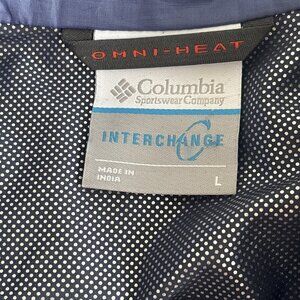 OMNI-HEAT
Columbia
Sportswear Company
INTERCHANGE
MADE IN
INDIA
L